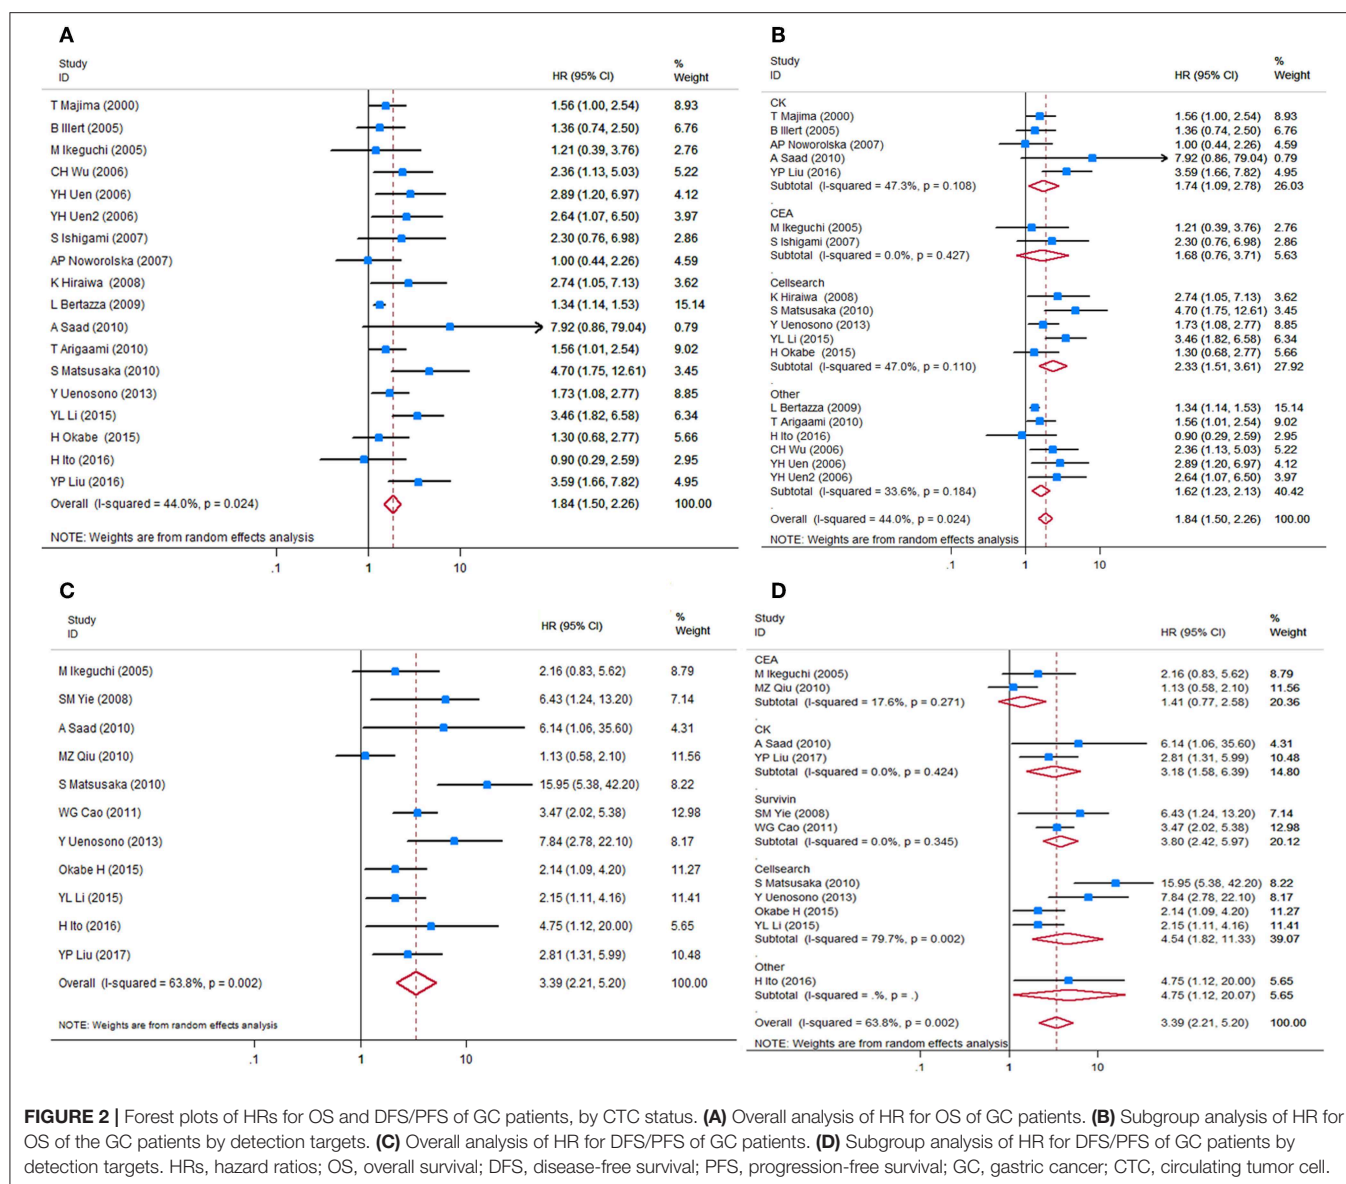 A
Study
ID HR (95% CI) % Weight
T Majima (2000) 1.56 (1.00, 2.54) 8.93
B Illert (2005) 1.36 (0.74, 2.50) 6.76
M Ikeguchi (2005) 1.21 (0.39, 3.76) 2.76
CH Wu (2006) 2.36 (1.13, 5.03) 5.22
YH Uen (2006) 2.89 (1.20, 6.97) 4.12
YH Uen2 (2006) 2.64 (1.07, 6.50) 3.97
S Ishigami (2007) 2.30 (0.76, 6.98) 2.86
AP Noworolska (2007) 1.00 (0.44, 2.26) 4.59
K Hiraiwa (2008) 2.74 (1.05, 7.13) 3.62
L Bertazza (2009) 1.34 (1.14, 1.53) 15.14
A Saad (2010) 7.92 (0.86, 79.04) 0.79
T Arigaami (2010) 1.56 (1.01, 2.54) 9.02
S Matsusaka (2010) 4.70 (1.75, 12.61) 3.45
Y Uenosono (2013) 1.73 (1.08, 2.77) 8.85
YL Li (2015) 3.46 (1.82, 6.58) 6.34
H Okabe (2015) 1.30 (0.68, 2.77) 5.66
H Ito (2016) 0.90 (0.29, 2.59) 2.95
YP Liu (2016) 3.59 (1.66, 7.82) 4.95
Overall (I-squared = 44.0%, p = 0.024) 1.84 (1.50, 2.26) 100.00
NOTE: Weights are from random effects analysis
.1 1 10
B
Study
ID HR (95% CI) % Weight
CK
T Majima (2000) 1.56 (1.00, 2.54) 8.93
B Illert (2005) 1.36 (0.74, 2.50) 6.76
AP Noworolska (2007) 1.00 (0.44, 2.26) 4.59
A Saad (2010) 7.92 (0.86, 79.04) 0.79
YP Liu (2016) 3.59 (1.66, 7.82) 4.95
Subtotal (I-squared = 47.3%, p = 0.108) 1.74 (1.09, 2.78) 26.03
.
CEA
M Ikeguchi (2005) 1.21 (0.39, 3.76) 2.76
S Ishigami (2007) 2.30 (0.76, 6.98) 2.86
Subtotal (I-squared = 0.0%, p = 0.427) 1.68 (0.76, 3.71) 5.63
.
Cellsearch
K Hiraiwa (2008) 2.74 (1.05, 7.13) 3.62
S Matsusaka (2010) 4.70 (1.75, 12.61) 3.45
Y Uenosono (2013) 1.73 (1.08, 2.77) 8.85
YL Li (2015) 3.46 (1.82, 6.58) 6.34
H Okabe (2015) 1.30 (0.68, 2.77) 5.66
Subtotal (I-squared = 47.0%, p = 0.110) 2.33 (1.51, 3.61) 27.92
.
Other
L Bertazza (2009) 1.34 (1.14, 1.53) 15.14
T Arigaami (2010) 1.56 (1.01, 2.54) 9.02
H Ito (2016) 0.90 (0.29, 2.59) 2.95
CH Wu (2006) 2.36 (1.13, 5.03) 5.22
YH Uen (2006) 2.89 (1.20, 6.97) 4.12
YH Uen2 (2006) 2.64 (1.07, 6.50) 3.97
Subtotal (I-squared = 33.6%, p = 0.184) 1.62 (1.23, 2.13) 40.42
.
Overall (I-squared = 44.0%, p = 0.024) 1.84 (1.50, 2.26) 100.00
NOTE: Weights are from random effects analysis
.1 1 10
C
Study
ID HR (95% CI) % Weight
M Ikeguchi (2005) 2.16 (0.83, 5.62) 8.79
SM Yie (2008) 6.43 (1.24, 13.20) 7.14
A Saad (2010) 6.14 (1.06, 35.60) 4.31
MZ Qiu (2010) 1.13 (0.58, 2.10) 11.56
S Matsusaka (2010) 15.95 (5.38, 42.20) 8.22
WG Cao (2011) 3.47 (2.02, 5.38) 12.98
Y Uenosono (2013) 7.84 (2.78, 22.10) 8.17
Okabe H (2015) 2.14 (1.09, 4.20) 11.27
YL Li (2015) 2.15 (1.11, 4.16) 11.41
H Ito (2016) 4.75 (1.12, 20.00) 5.65
YP Liu (2017) 2.81 (1.31, 5.99) 10.48
Overall (I-squared = 63.8%, p = 0.002) 3.39 (2.21, 5.20) 100.00
NOTE: Weights are from random effects analysis
.1 1 10
D
Study
ID HR (95% CI) % Weight
CEA
M Ikeguchi (2005) 2.16 (0.83, 5.62) 8.79
MZ Qiu (2010) 1.13 (0.58, 2.10) 11.56
Subtotal (I-squared = 17.6%, p = 0.271) 1.41 (0.77, 2.58) 20.36
.
CK
A Saad (2010) 6.14 (1.06, 35.60) 4.31
YP Liu (2017) 2.81 (1.31, 5.99) 10.48
Subtotal (I-squared = 0.0%, p = 0.424) 3.18 (1.58, 6.39) 14.80
.
Survivin
SM Yie (2008) 6.43 (1.24, 13.20) 7.14
WG Cao (2011) 3.47 (2.02, 5.38) 12.98
Subtotal (I-squared = 0.0%, p = 0.345) 3.80 (2.42, 5.97) 20.12
.
Cellsearch
S Matsusaka (2010) 15.95 (5.38, 42.20) 8.22
Y Uenosono (2013) 7.84 (2.78, 22.10) 8.17
Okabe H (2015) 2.14 (1.09, 4.20) 11.27
YL Li (2015) 2.15 (1.11, 4.16) 11.41
Subtotal (I-squared = 79.7%, p = 0.002) 4.54 (1.82, 11.33) 39.07
.
Other
H Ito (2016) 4.75 (1.12, 20.00) 5.65
Subtotal (I-squared = .%, p = .) 4.75 (1.12, 20.07) 5.65
.
Overall (I-squared = 63.8%, p = 0.002) 3.39 (2.21, 5.20) 100.00
NOTE: Weights are from random effects analysis
.1 1 10
FIGURE 2 | Forest plots of HRs for OS and DFS/PFS of GC patients, by CTC status. (A) Overall analysis of HR for OS of GC patients. (B) Subgroup analysis of HR for
OS of the GC patients by detection targets. (C) Overall analysis of HR for DFS/PFS of GC patients. (D) Subgroup analysis of HR for DFS/PFS of GC patients by
detection targets. HRs, hazard ratios; OS, overall survival; DFS, disease-free survival; PFS, progression-free survival; GC, gastric cancer; CTC, circulating tumor cell.